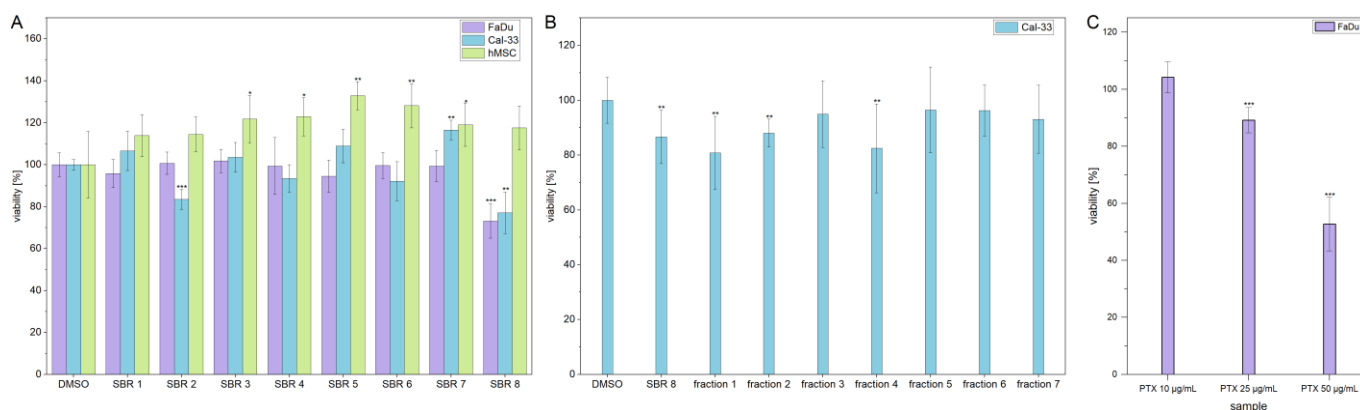 A
FaDu
Cal-33
hMSC
viability [%]
160
140
120
100
80
60
40
20
0
*
*
**
**
*
**
***
***
**
DMSO
SBR 1
SBR 2
SBR 3
SBR 4
SBR 5
SBR 6
SBR 7
SBR 8
B
Cal-33
viability [%]
120
100
80
60
40
20
0
**
**
**
**
DMSO
SBR 8
fraction 1
fraction 2
fraction 3
fraction 4
fraction 5
fraction 6
fraction 7
C
FaDu
viability [%]
120
100
80
60
40
20
0
***
***
PTX 10 µg/mL
PTX 25 µg/mL
PTX 50 µg/mL
sample